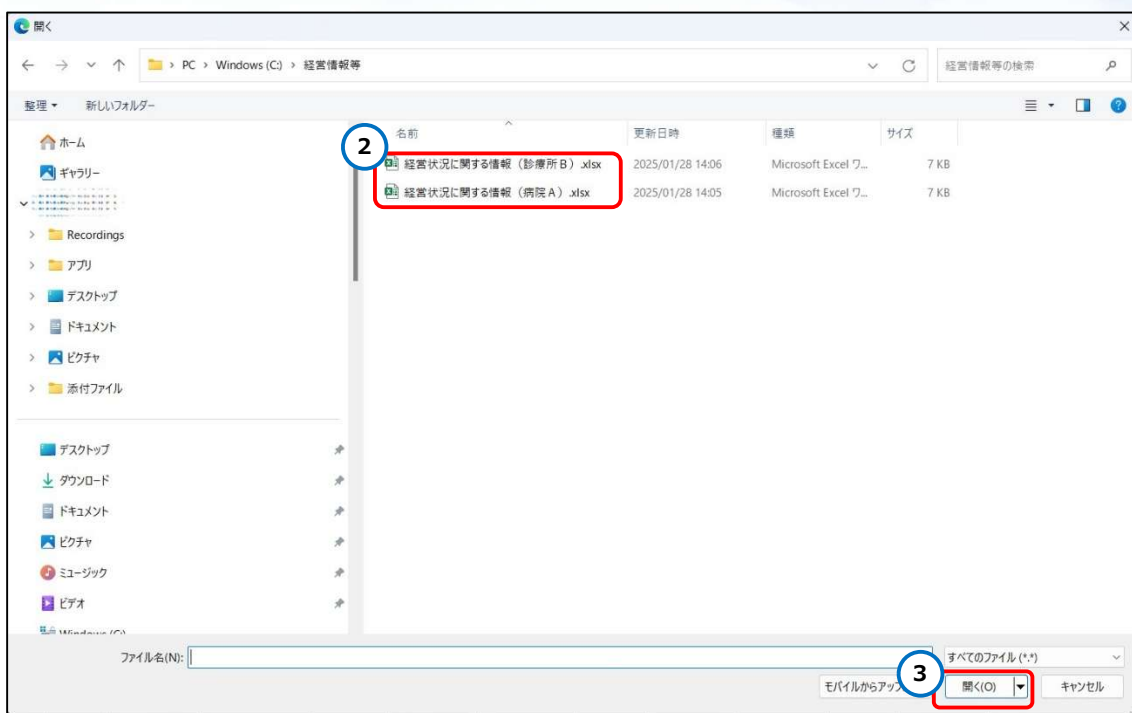 開く
PC > Windows (C:) > 経営情報等
経営情報等の検索
整理
新しいフォルダー
名前
更新日時
種類
サイズ
2
経営状況に関する情報（診療所B）.xlsx 2025/01/28 14:06 Microsoft Excel ワ... 7 KB
経営状況に関する情報（病院A）.xlsx 2025/01/28 14:05 Microsoft Excel ワ... 7 KB
ホーム
ギャラリー
Recordings
アプリ
デスクトップ
ドキュメント
ピクチャ
添付ファイル
デスクトップ
ダウンロード
ドキュメント
ピクチャ
ミュージック
ビデオ
Windows (C:)
ファイル名(N):
すべてのファイル (*.*)
3
モバイルからアップ
開く(O)
キャンセル